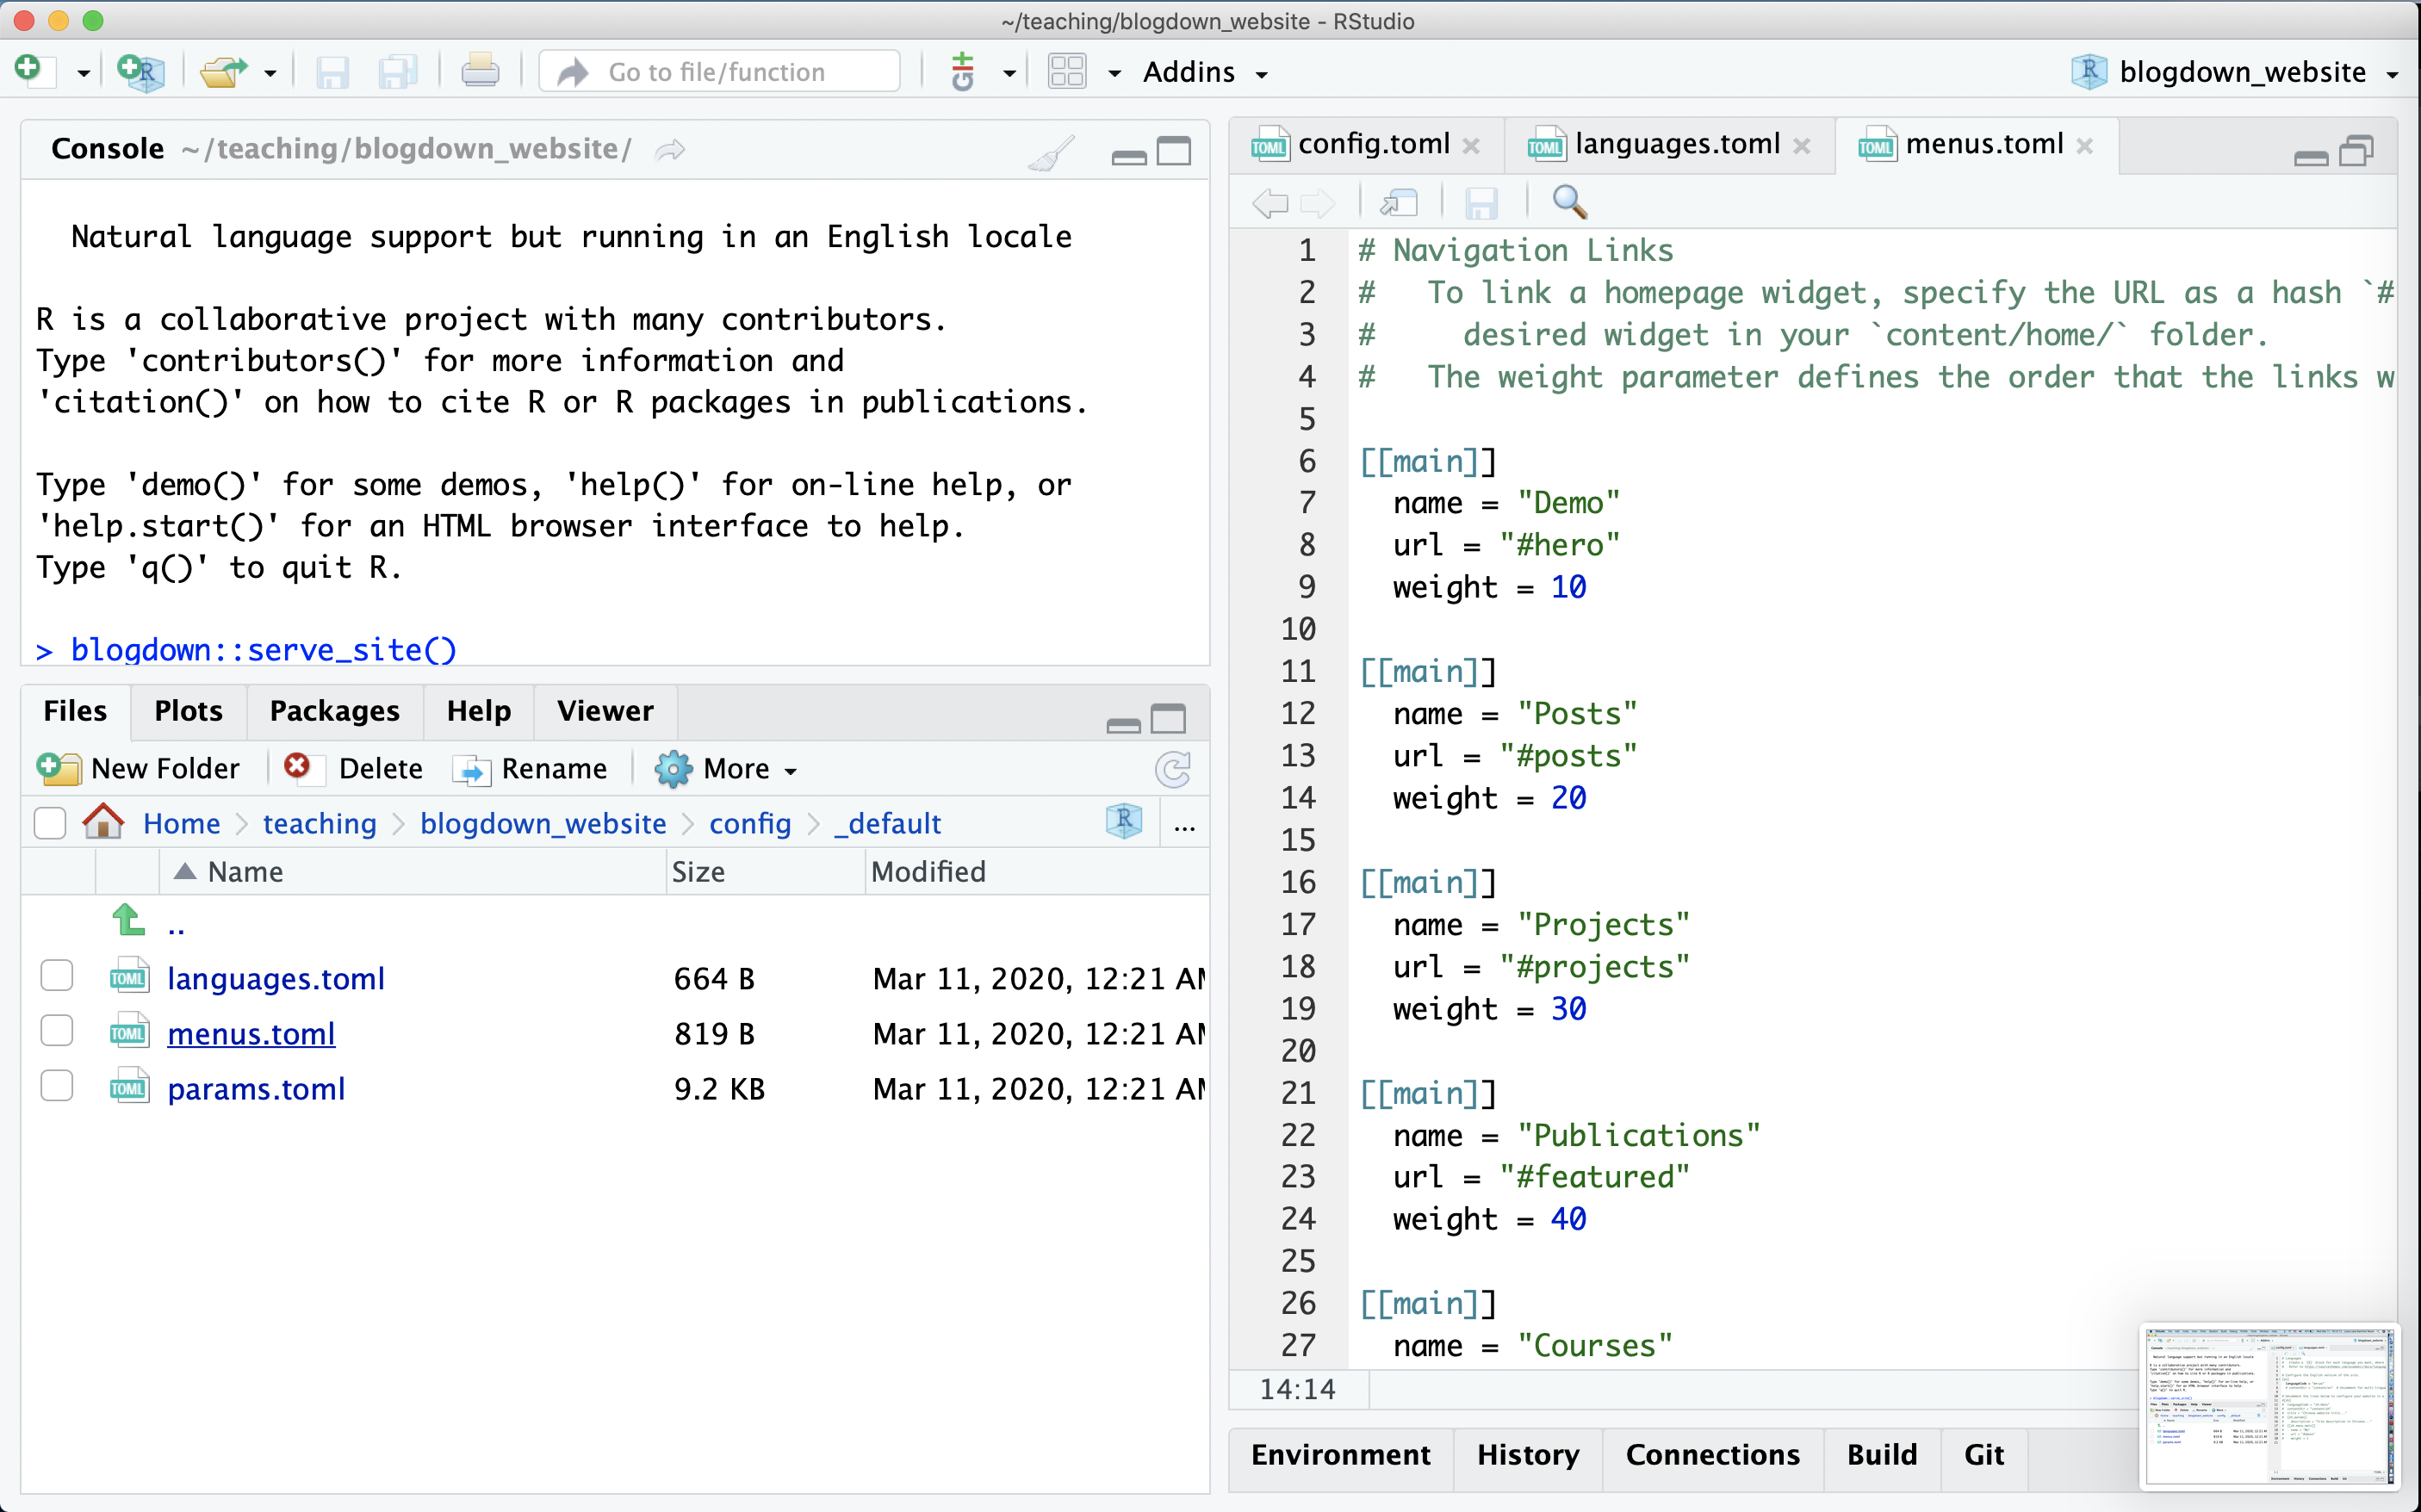 ~/teaching/blogdown_website - RStudio
Go to file/function
Addins
blogdown_website
Console ~/teaching/blogdown_website/
Natural language support but running in an English locale
R is a collaborative project with many contributors.
Type 'contributors()' for more information and
'citation()' on how to cite R or R packages in publications.
Type 'demo()' for some demos, 'help()' for on-line help, or
'help.start()' for an HTML browser interface to help.
Type 'q()' to quit R.
> blogdown::serve_site()
Files Plots Packages Help Viewer
New Folder Delete Rename More
Home teaching blogdown_website config _default ...
Name Size Modified
..
TOML languages.toml 664 B Mar 11, 2020, 12:21
TOML menus.toml 819 B Mar 11, 2020, 12:21
TOML params.toml 9.2 KB Mar 11, 2020, 12:21
TOML config.toml TOML languages.toml TOML menus.toml
1 # Navigation Links
2 # To link a homepage widget, specify the URL as a hash `#
3 # desired widget in your `content/home/` folder.
4 # The weight parameter defines the order that the links w
5
6 [[main]]
7 name = "Demo"
8 url = "#hero"
9 weight = 10
10
11 [[main]]
12 name = "Posts"
13 url = "#posts"
14 weight = 20
15
16 [[main]]
17 name = "Projects"
18 url = "#projects"
19 weight = 30
20
21 [[main]]
22 name = "Publications"
23 url = "#featured"
24 weight = 40
25
26 [[main]]
27 name = "Courses"
14:14
Environment History Connections Build Git